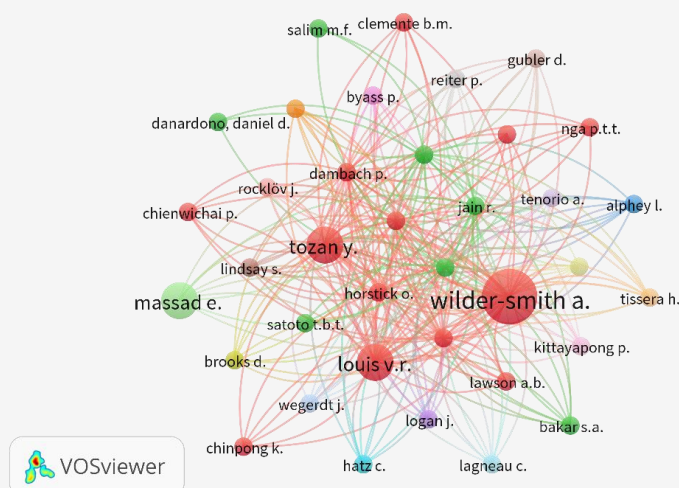 clemente b.m.
salim m.f.
gubler d.
reiter p.
byass p.
danardono, daniel d.
nga p.t.t.
dambach p.
rocklöv j.
tenorio a.
alphey l.
jain r.
chienwichai p.
tozan y.
lindsay s.
horstick o.
wilder-smith a.
massad e.
tissera h.
satoto t.b.t.
kittayapong p.
brooks d.
louis v.r.
lawson a.b.
wegerdt j.
logan j.
bakar s.a.
chinpong k.
hatz c.
lagneau c.
VOSviewer